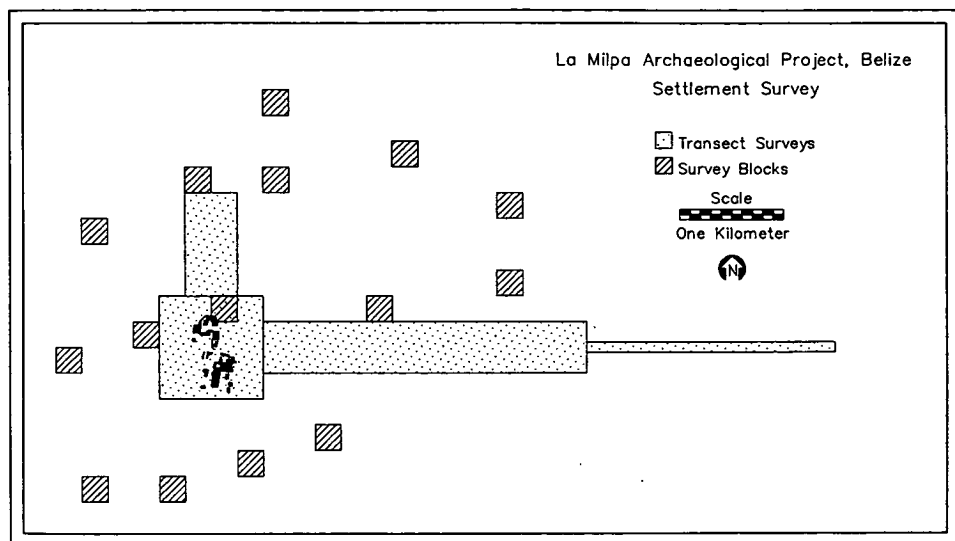 La Milpa Archaeological Project, Belize
Settlement Survey
Transect Surveys
Survey Blocks
Scale
One Kilometer
N